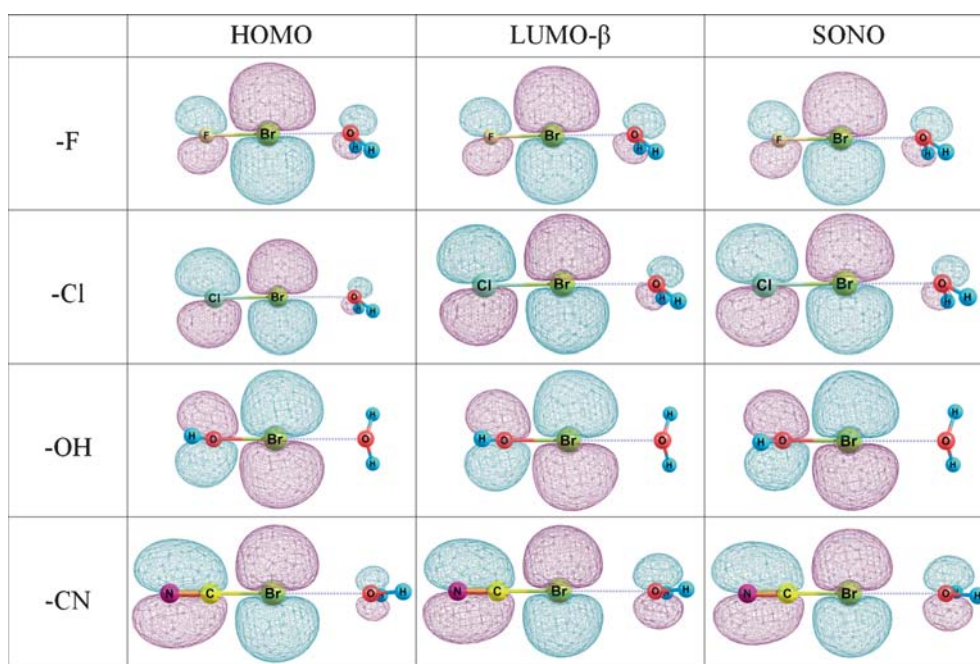 HOMO LUMO-β SONO
-F F Br O H H F Br O H H F Br O H H
-Cl Cl Br O H H Cl Br O H H Cl Br O H H
H H H
-OH H O Br O H O Br O H O Br O
H H H
-CN N C Br O H N C Br O H N C Br O H